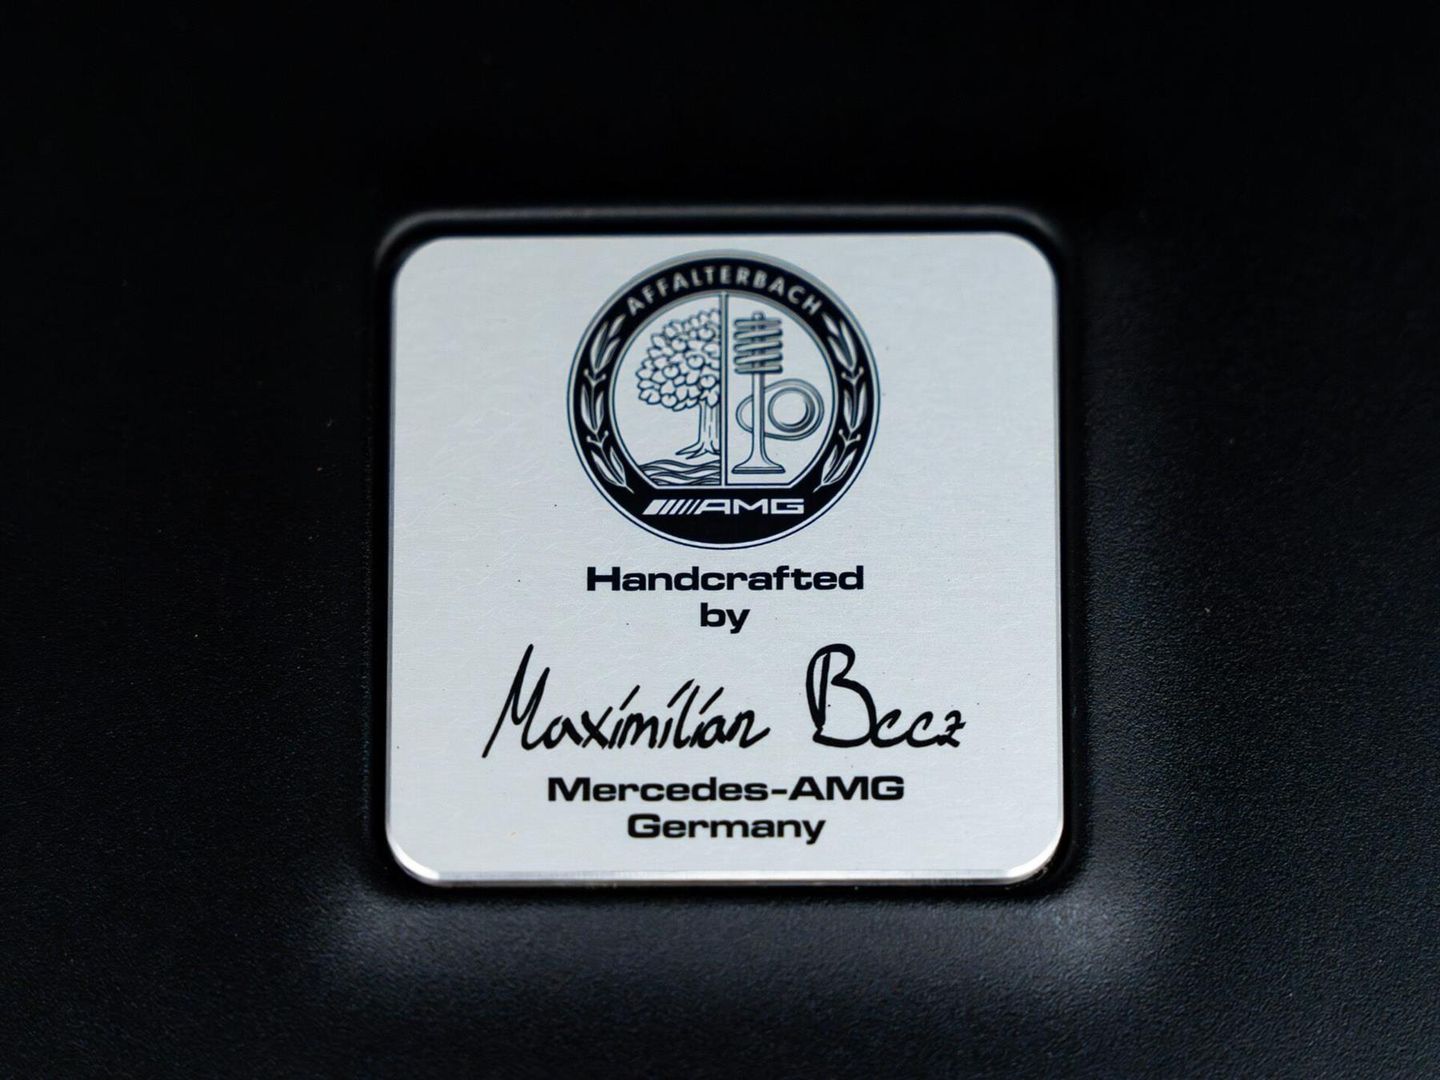 AFFALTERBACH
AMG
Handcrafted
by
Maximilian
Mercedes-AMG
Germany